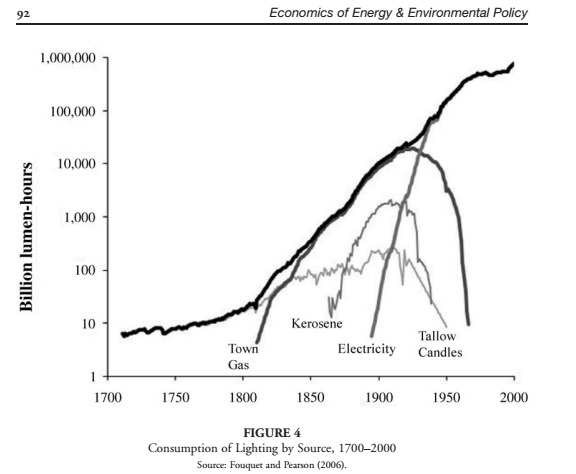 92
Economics of Energy & Environmental Policy
1,000,000
100,000
10,000
1,000
100
10
1
Billion lumen-hours
Kerosene
Town
Gas
Electricity
Tallow
Candles
1700
1750
1800
1850
1900
1950
2000
FIGURE 4
Consumption of Lighting by Source, 1700–2000
Source: Fouquet and Pearson (2006).